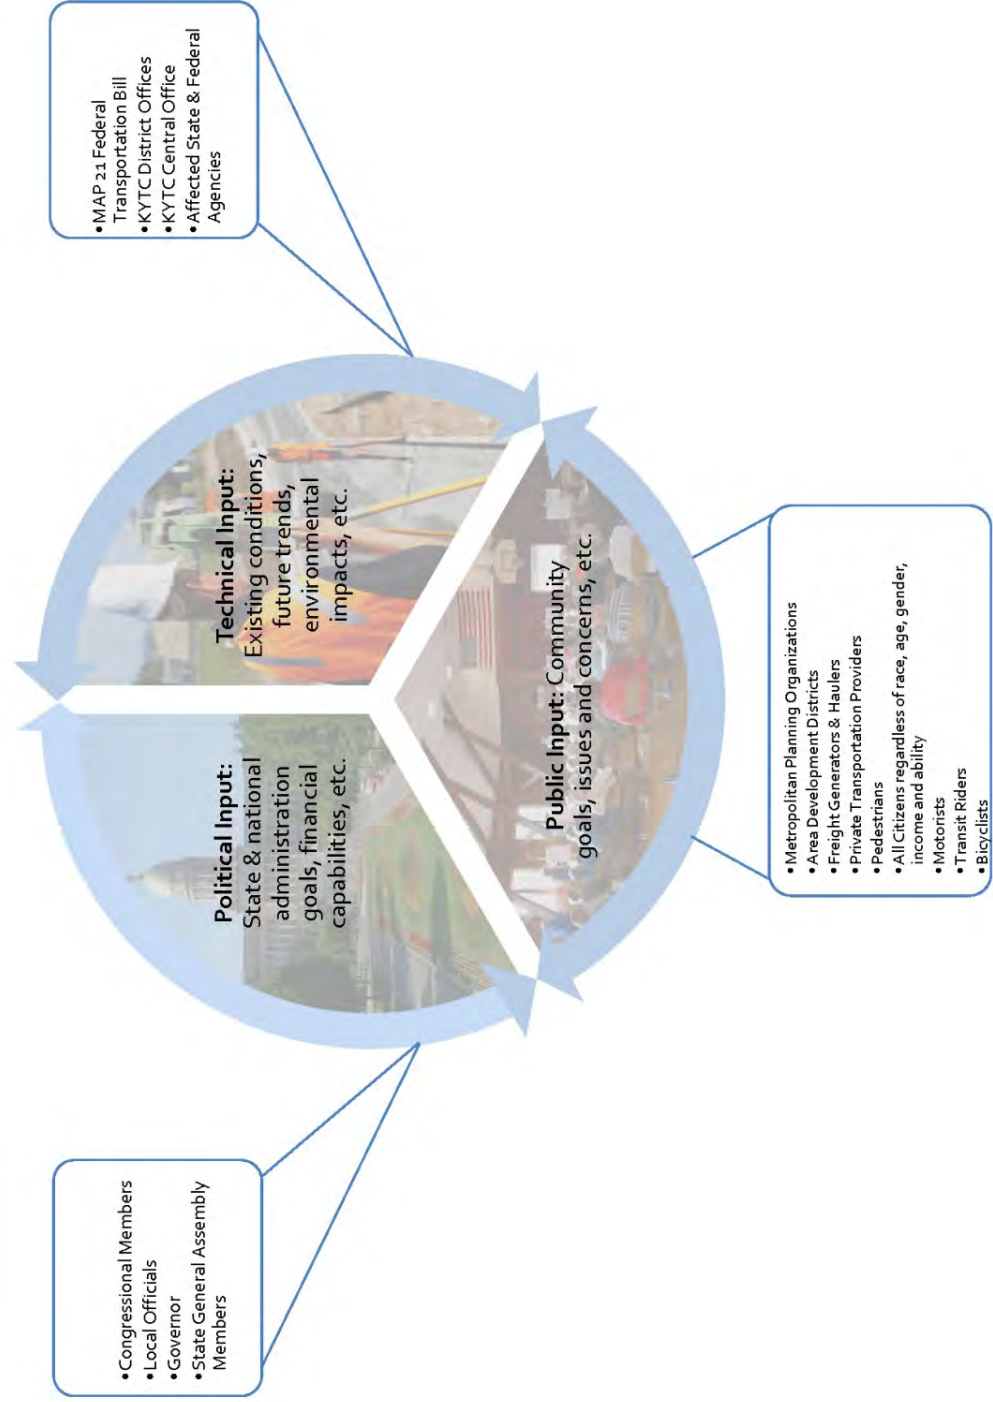 •Congressional Members
•Local Officials
•Governor
•State General Assembly
Members
Political Input:
State & national
administration
goals, financial
capabilities, etc.
Technical Input:
Existing conditions,
future trends,
environmental
impacts, etc.
•MAP 21 Federal
Transportation Bill
•KYTC District Offices
•KYTC Central Office
•Affected State & Federal
Agencies
Public Input: Community
goals, issues and concerns, etc.
•Metropolitan Planning Organizations
•Area Development Districts
•Freight Generators & Haulers
•Private Transportation Providers
•Pedestrians
•All Citizens regardless of race, age, gender,
income and ability
•Motorists
•Transit Riders
•Bicyclists